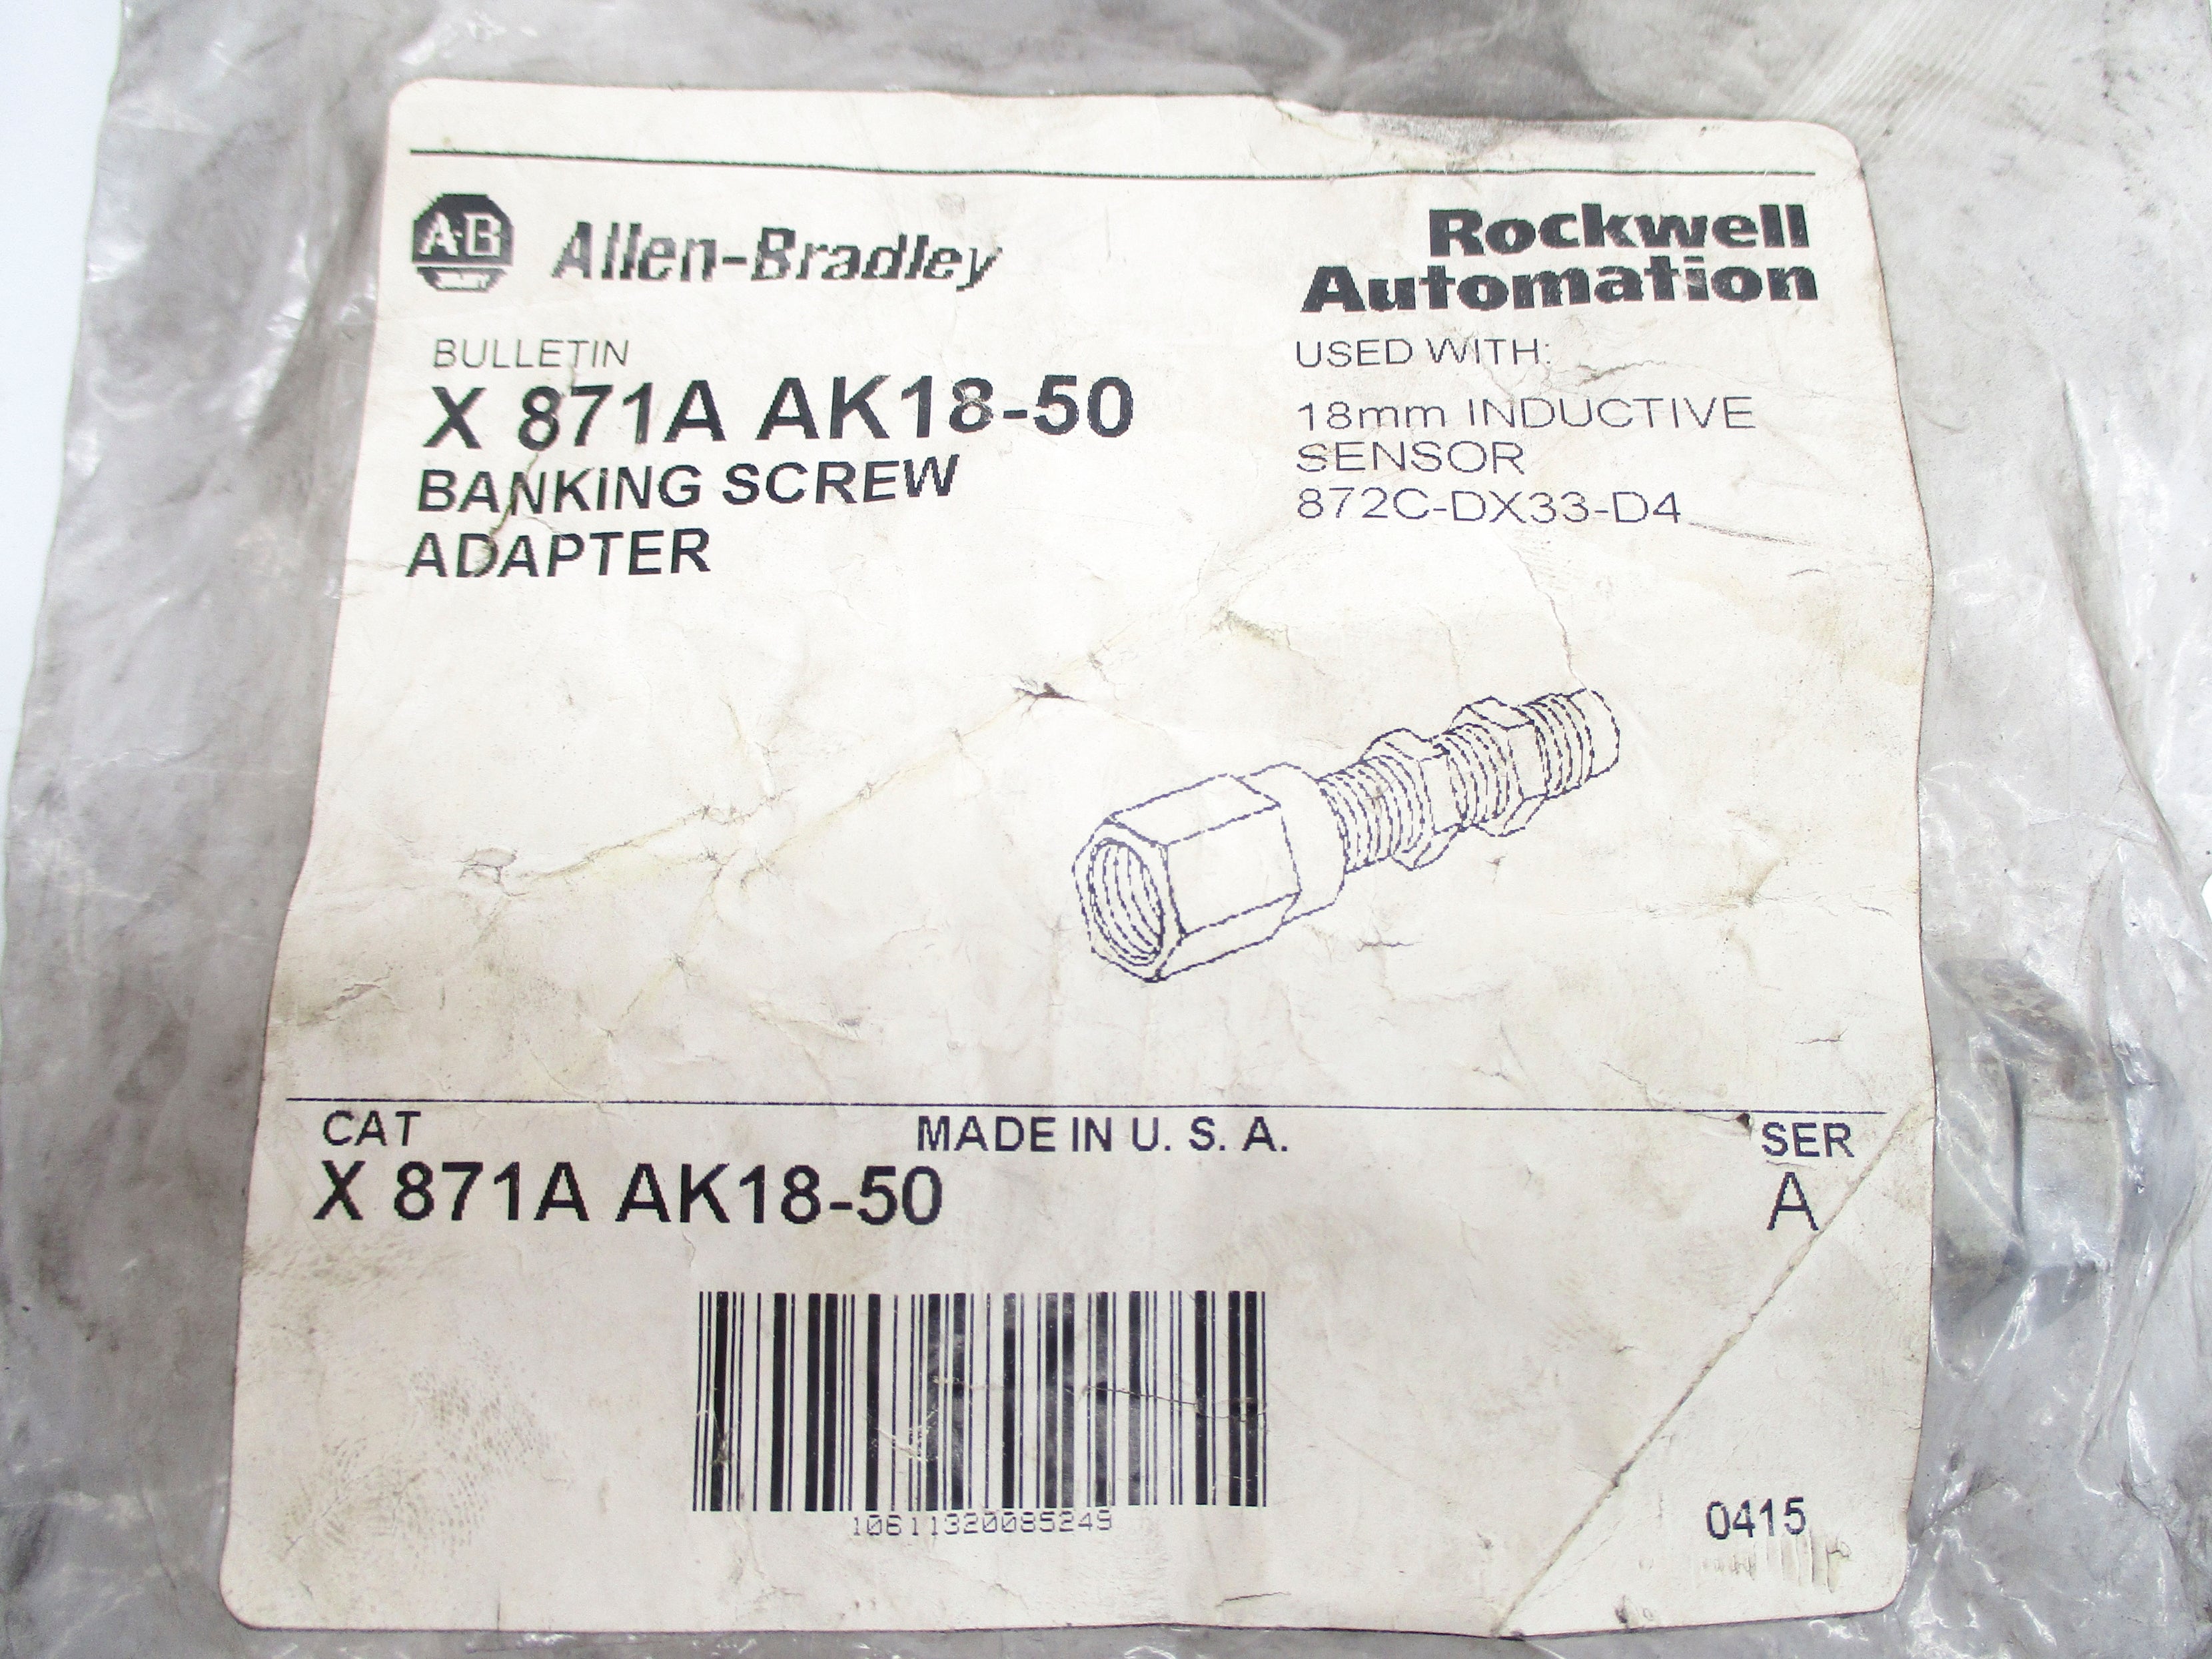 A-B
Allen-Bradley
Rockwell
Automation
BULLETIN
X 871A AK18-50
BANKING SCREW
ADAPTER
USED WITH:
18mm INDUCTIVE
SENSOR
872C-DX33-D4
CAT
X 871A AK18-50
MADE IN U. S. A.
SER
A
10611320085249
0415